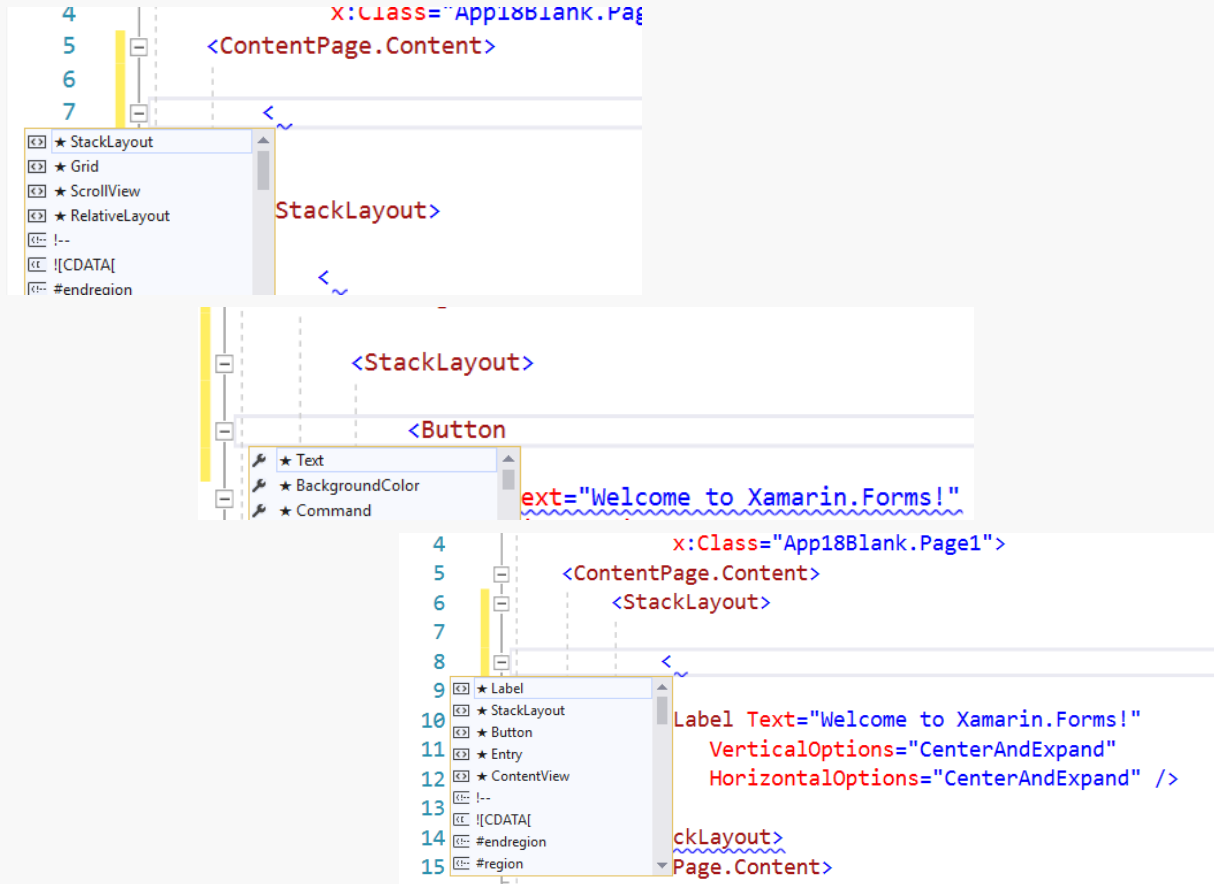 4 x:Class="App18Blank.Pag
5 <ContentPage.Content>
6
7 <
★ StackLayout
★ Grid
★ ScrollView
★ RelativeLayout
!--
![CDATA[
#endregion
StackLayout>
<
<StackLayout>
<Button
★ Text
★ BackgroundColor
★ Command
ext="Welcome to Xamarin.Forms!"
4 x:Class="App18Blank.Page1">
5 <ContentPage.Content>
6 <StackLayout>
7
8 <
9 ★ Label
★ StackLayout
10 Label Text="Welcome to Xamarin.Forms!"
★ Button
11 VerticalOptions="CenterAndExpand"
★ Entry
12 ★ ContentView HorizontalOptions="CenterAndExpand" />
!--
13
![CDATA[
14 #endregion ckLayout>
15 #region Page.Content>